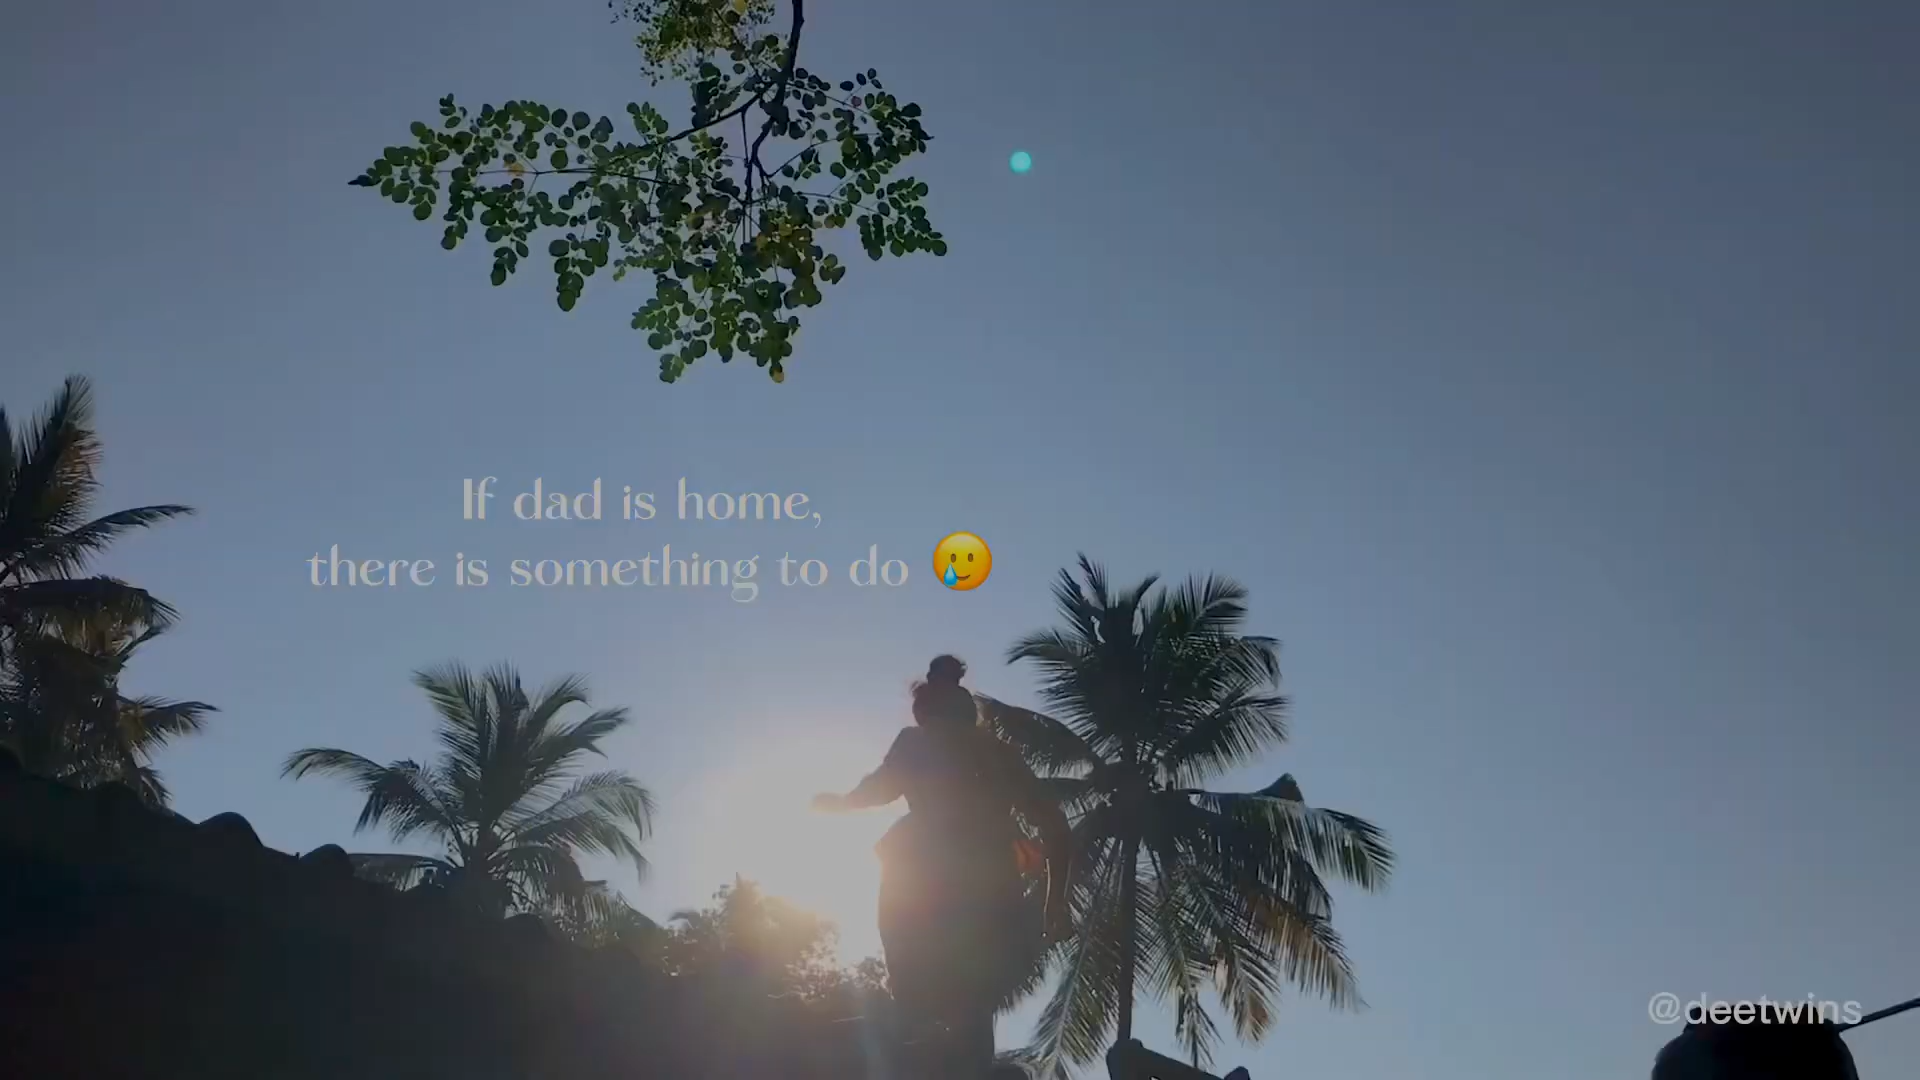 If dad is home,
there is something to do 🥲
@deetwins